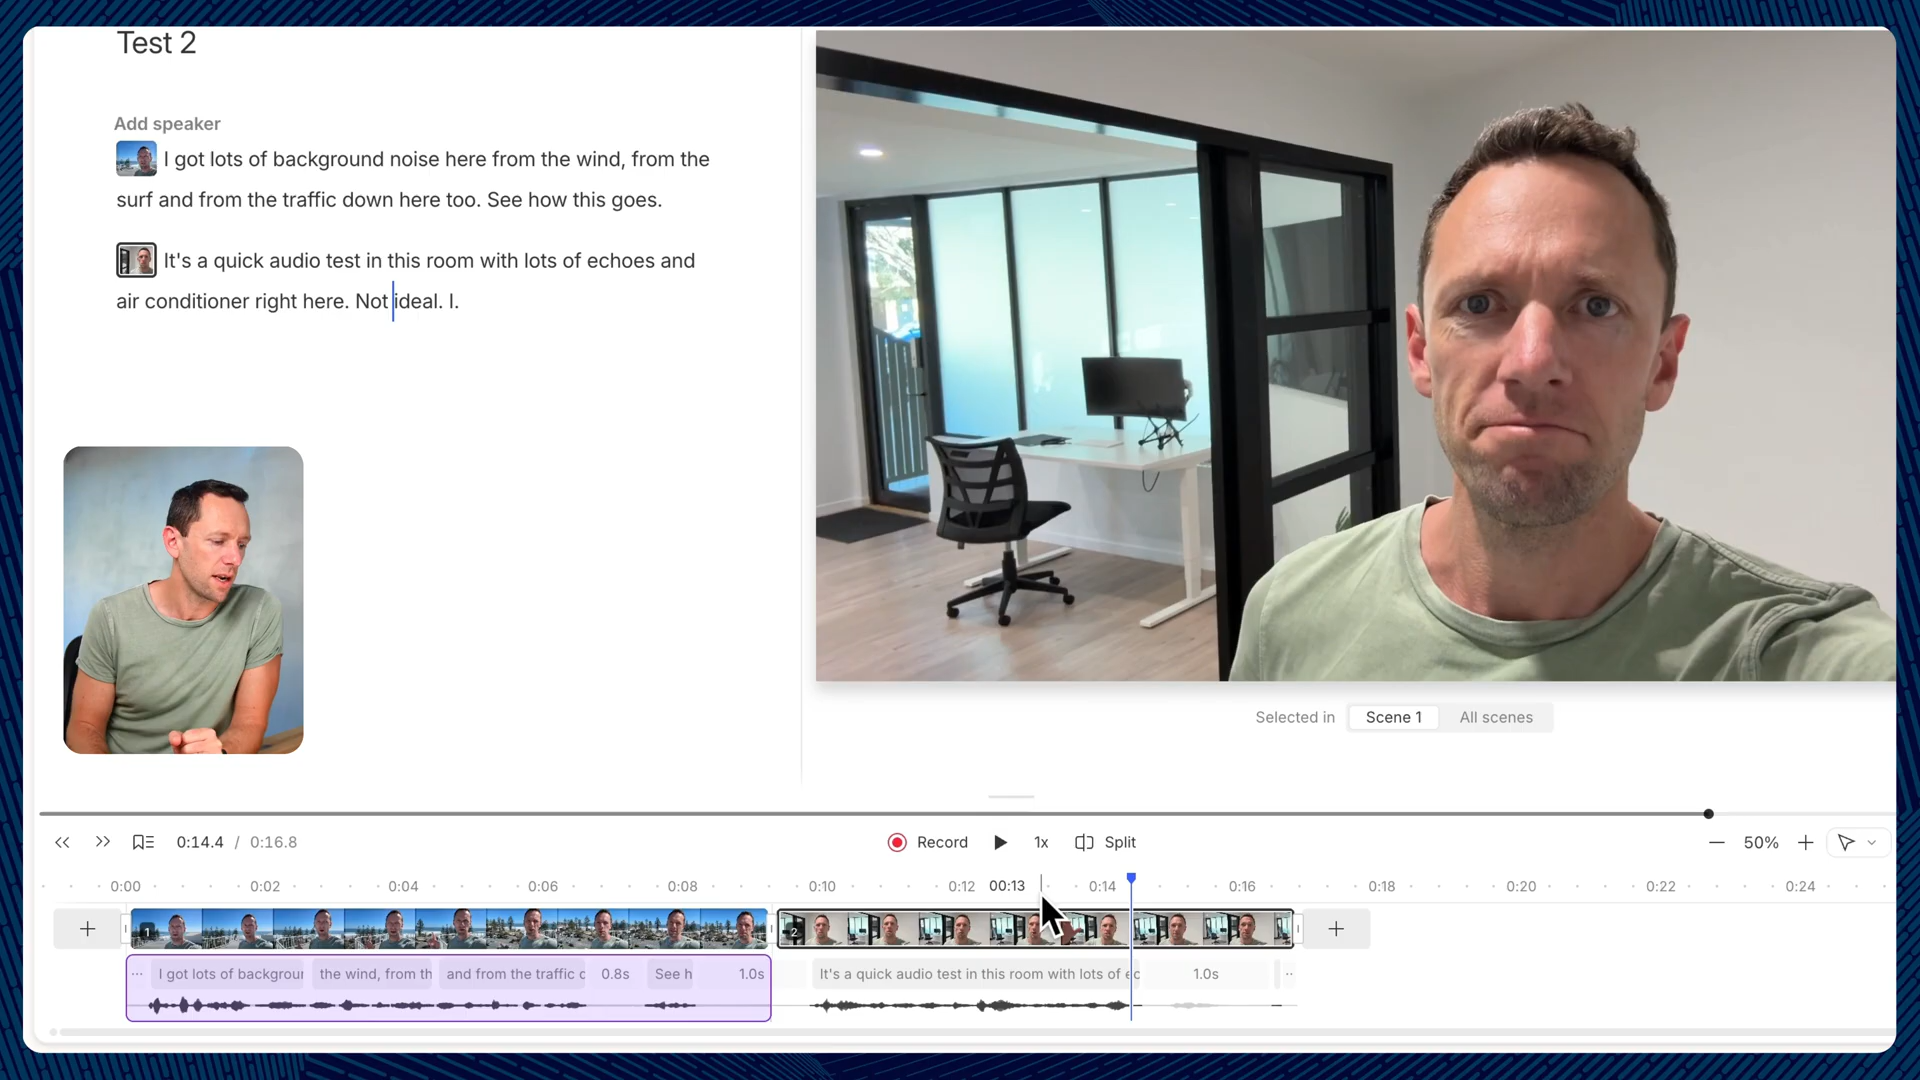 Test 2
Add speaker
I got lots of background noise here from the wind, from the
surf and from the traffic down here too. See how this goes.
It's a quick audio test in this room with lots of echoes and
air conditioner right here. Not ideal. I.
Selected in Scene 1 All scenes
0:14.4 / 0:16.8 Record 1x Split 50%
0:00 0:02 0:04 0:06 0:08 0:10 0:12 00:13 0:14 0:16 0:18 0:20 0:22 0:24
1 2
I got lots of backgrour the wind, from th and from the traffic c 0.8s See h 1.0s It's a quick audio test in this room with lots of ec 1.0s